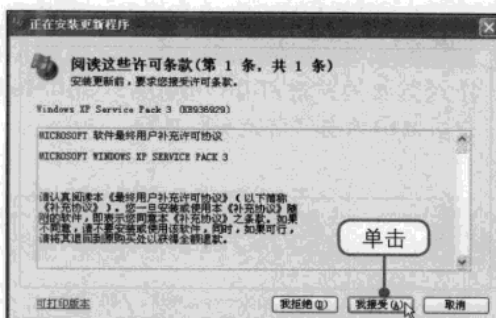 正在安装更新程序
阅读这些许可条款(第 1 条，共 1 条)
安装更新前，要求您接受许可条款。
Windows XP Service Pack 3 (KB936929)
MICROSOFT 软件最终用户补充许可协议
MICROSOFT WINDOWS XP SERVICE PACK 3
请认真阅读本《最终用户补充许可协议》（以下简称
《补充协议》）。您一旦安装或使用本《补充协议》随
附的软件，即表示您同意本《补充协议》之条款。如果
不同意，请不要安装或使用该软件，同时，如果可行，
请将其退回到原购买处以获得全额退款。
单击
可打印版本 我拒绝(D) 我接受(A) 取消